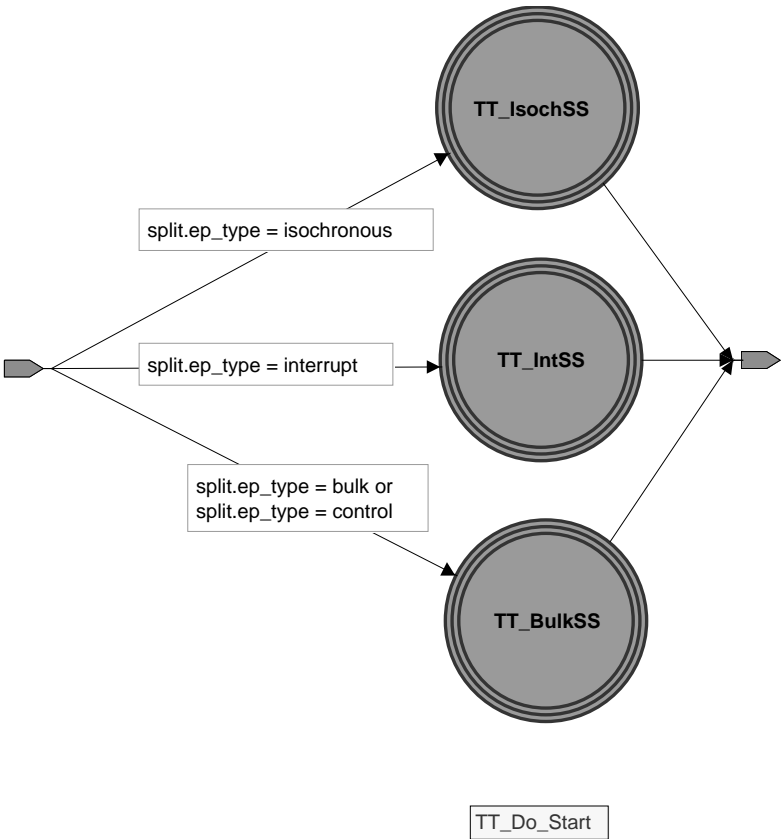 TT_IsochSS
split.ep_type = isochronous
split.ep_type = interrupt
TT_IntSS
split.ep_type = bulk or
split.ep_type = control
TT_BulkSS
TT_Do_Start